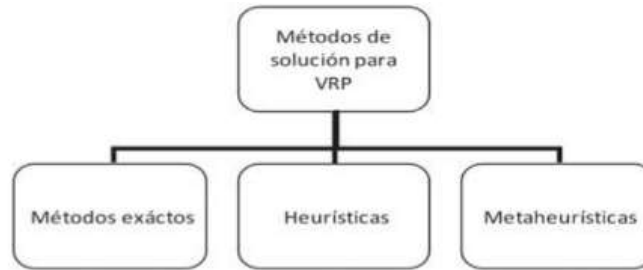 Métodos de
solución para
VRP
Métodos exáctos
Heurísticas
Metaheurísticas